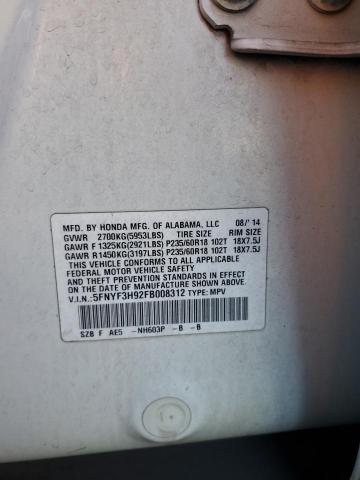 MFD. BY HONDA MFG. OF ALABAMA, LLC 08/'14
GVWR 2700KG(5953LBS) TIRE SIZE RIM SIZE
GAWR F 1325KG(2921LBS) P235/60R18 102T 18X7.5J
GAWR R1450KG(3197LBS) P235/60R18 102T 18X7.5J
THIS VEHICLE CONFORMS TO ALL APPLICABLE
FEDERAL MOTOR VEHICLE SAFETY
AND THEFT PREVENTION STANDARDS IN EFFECT ON
THE DATE OF MANUFACTURE SHOWN ABOVE.
V.I.N.:5FNYF3H92FB008312 TYPE: MPV
SZB F AE5 -NH603P -B -B